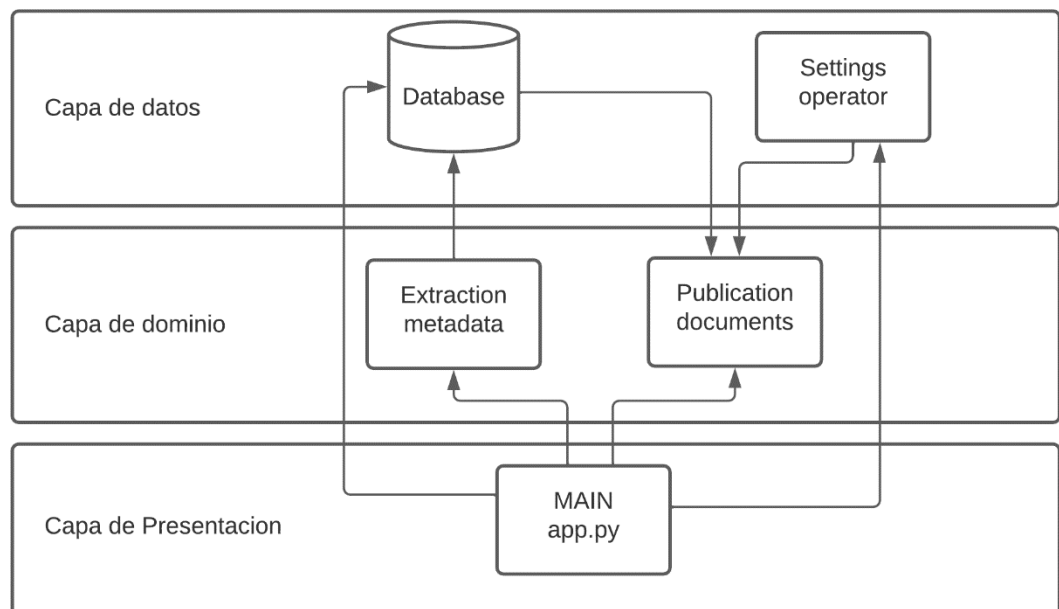 Capa de datos
Database
Settings
operator
Capa de dominio
Extraction
metadata
Publication
documents
Capa de Presentacion
MAIN
app.py